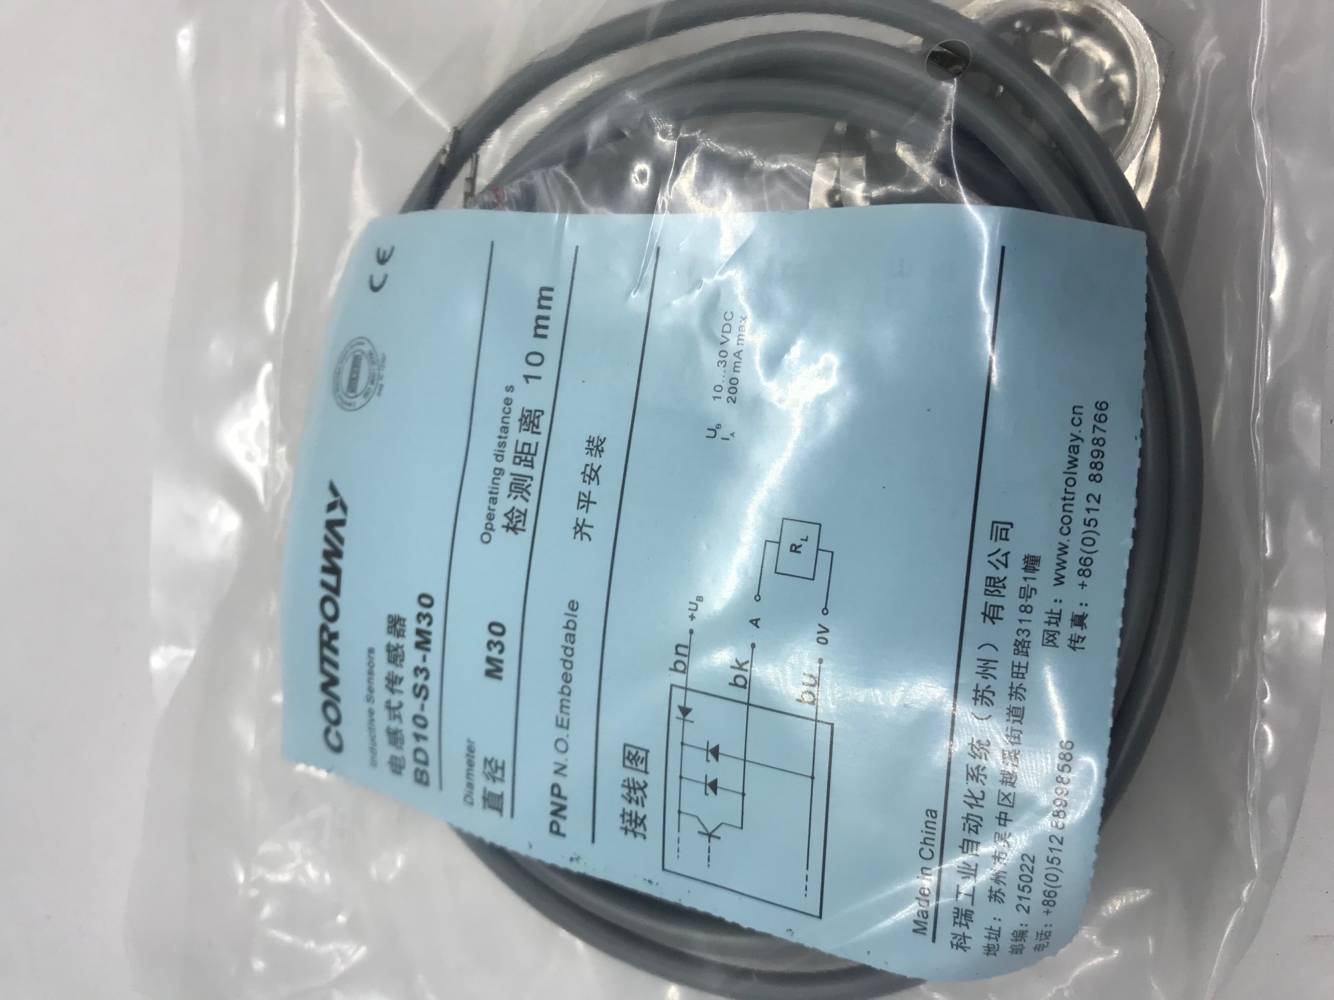 CONTROLWAY
CE
Inductive Sensors
电感式传感器
BD10-S3-M30
Diameter
直径 M30
Operating distance s
检测距离 10 mm
PNP N.O. Embeddable 齐平安装
接线图
bn +UB
bk A
bu 0V
RL
UB 10...30 VDC
IA 200 mA max
Made in China
科瑞工业自动化系统（苏州）有限公司
地址：苏州市吴中区越溪街道苏旺路318号1幢
邮编：215022 网址：www.controlway.cn
电话：+86(0)512 88998586 传真：+86(0)512 8898766